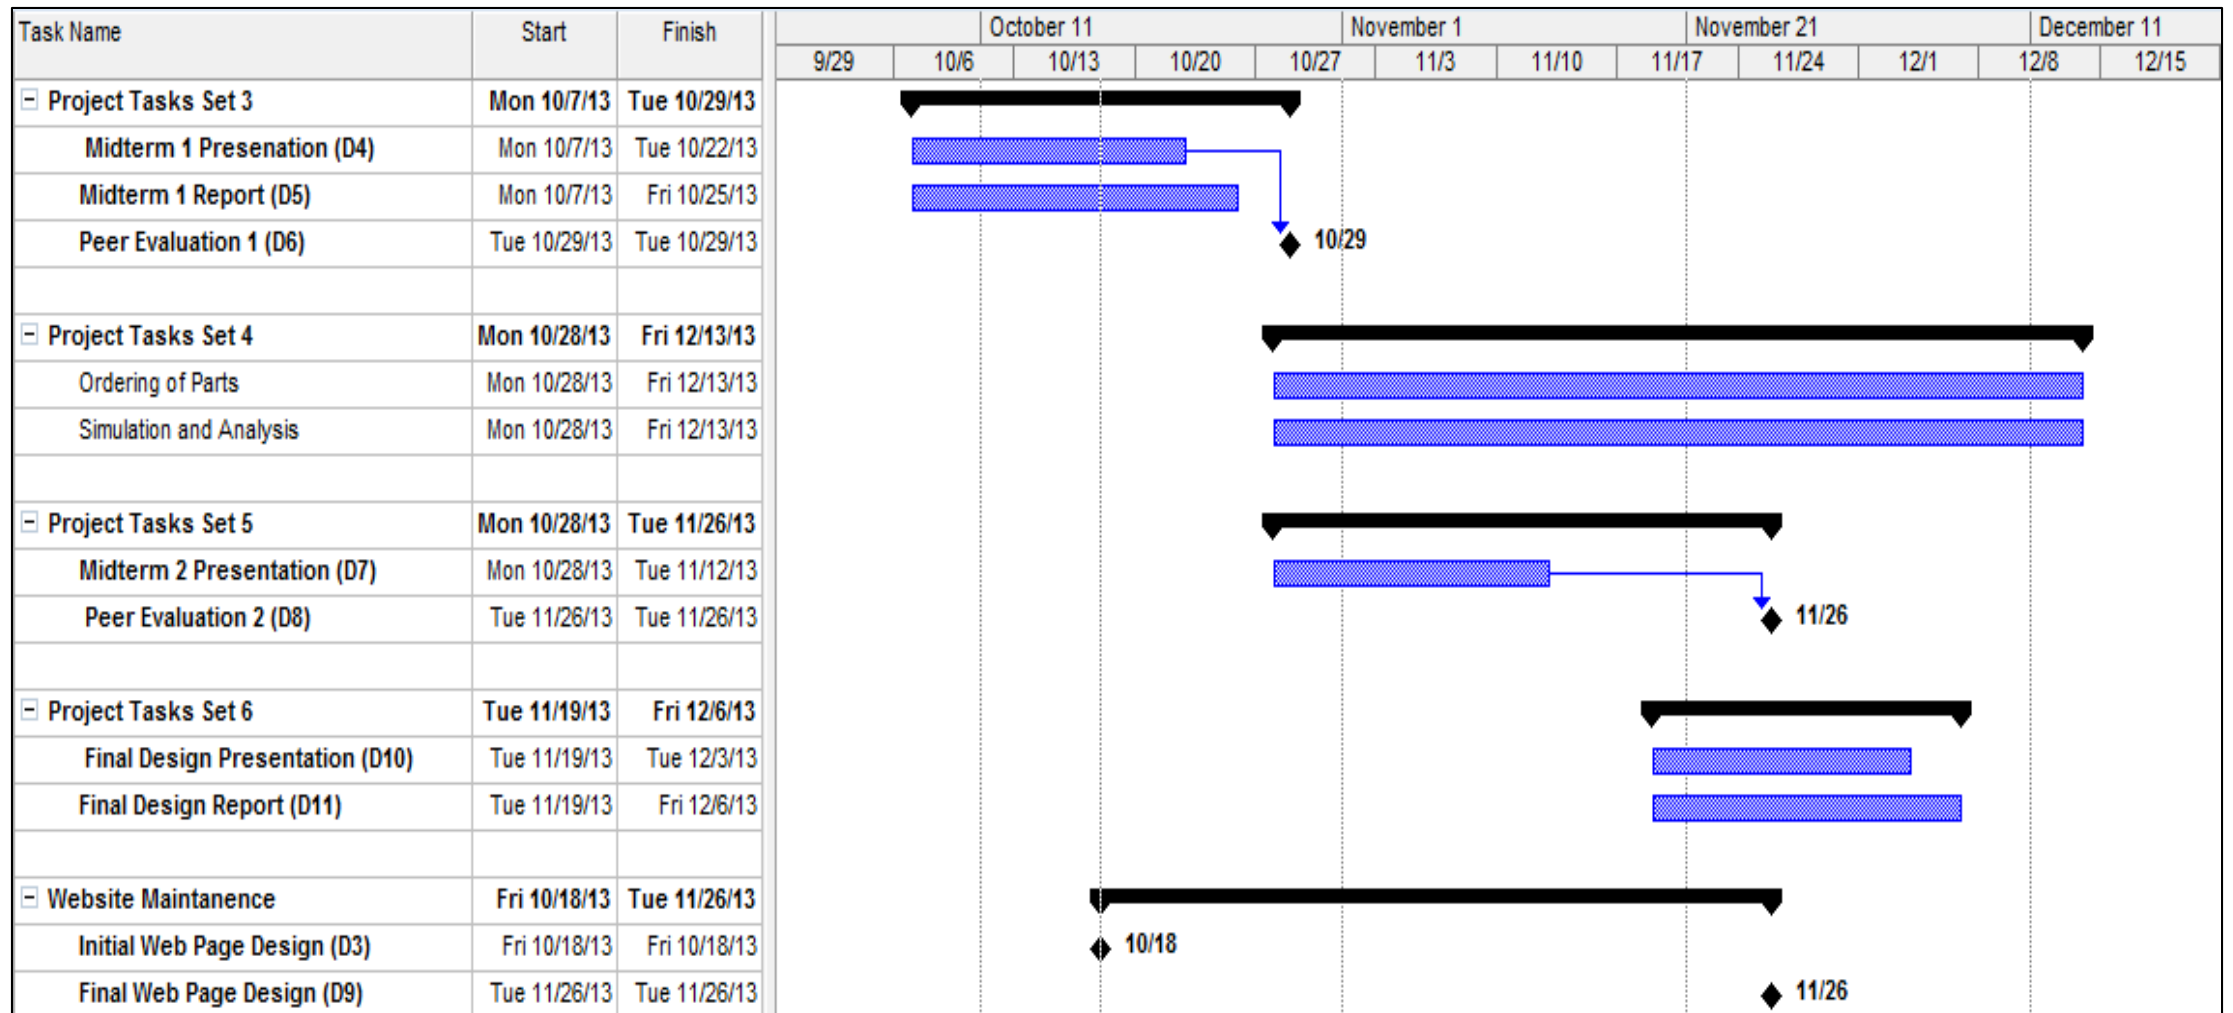 Task Name Start Finish October 11 November 1 November 21 December 11
9/29 10/6 10/13 10/20 10/27 11/3 11/10 11/17 11/24 12/1 12/8 12/15
Project Tasks Set 3 Mon 10/7/13 Tue 10/29/13
Midterm 1 Presenation (D4) Mon 10/7/13 Tue 10/22/13
Midterm 1 Report (D5) Mon 10/7/13 Fri 10/25/13
Peer Evaluation 1 (D6) Tue 10/29/13 Tue 10/29/13 10/29
Project Tasks Set 4 Mon 10/28/13 Fri 12/13/13
Ordering of Parts Mon 10/28/13 Fri 12/13/13
Simulation and Analysis Mon 10/28/13 Fri 12/13/13
Project Tasks Set 5 Mon 10/28/13 Tue 11/26/13
Midterm 2 Presentation (D7) Mon 10/28/13 Tue 11/12/13
Peer Evaluation 2 (D8) Tue 11/26/13 Tue 11/26/13 11/26
Project Tasks Set 6 Tue 11/19/13 Fri 12/6/13
Final Design Presentation (D10) Tue 11/19/13 Tue 12/3/13
Final Design Report (D11) Tue 11/19/13 Fri 12/6/13
Website Maintanence Fri 10/18/13 Tue 11/26/13
Initial Web Page Design (D3) Fri 10/18/13 Fri 10/18/13 10/18
Final Web Page Design (D9) Tue 11/26/13 Tue 11/26/13 11/26